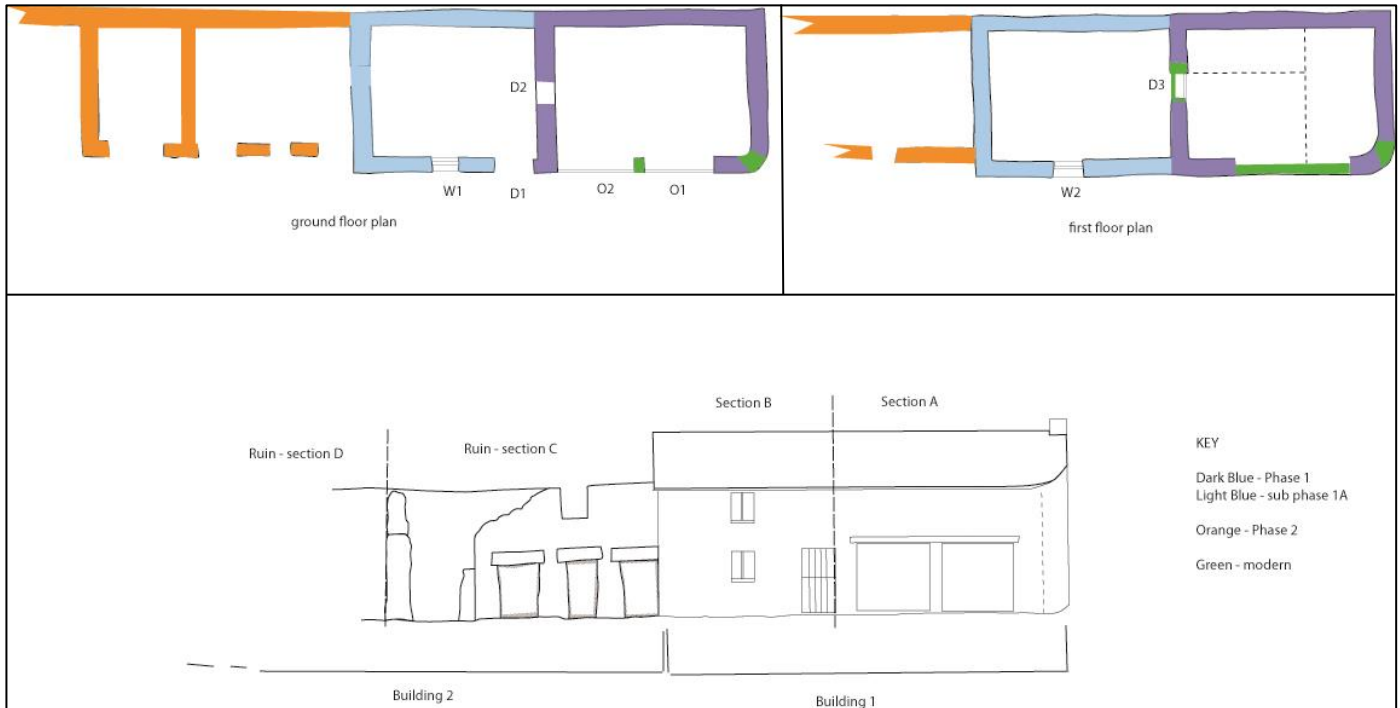 D2
W1
D1
O2
O1
ground floor plan
D3
W2
first floor plan
Section B
Section A
Ruin - section D
Ruin - section C
KEY
Dark Blue - Phase 1
Light Blue - sub phase 1A
Orange - Phase 2
Green - modern
Building 2
Building 1